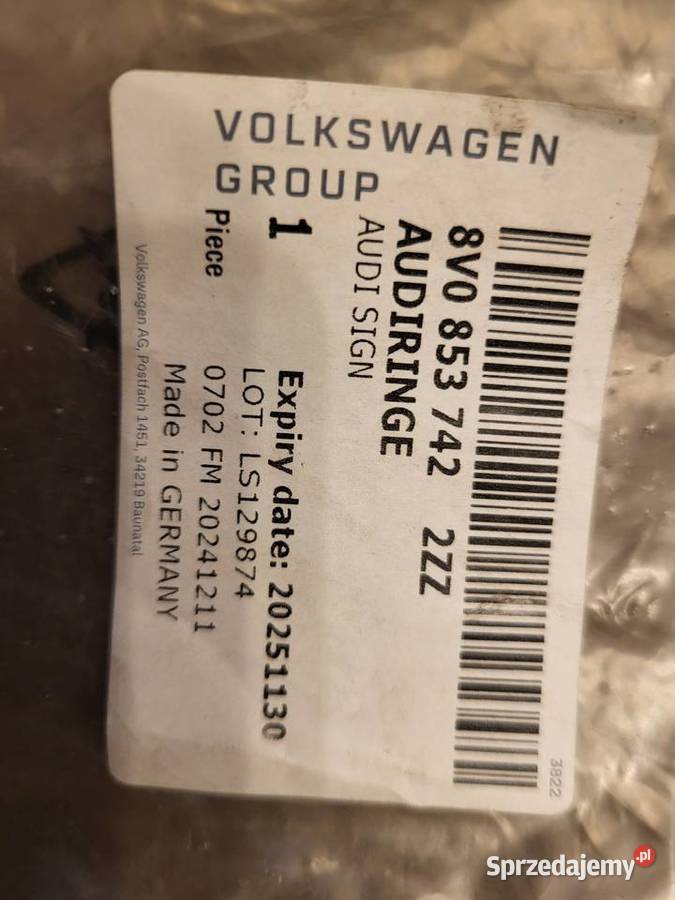 VOLKSWAGEN
GROUP
8V0 853 742 2ZZ
AUDIRINGE
AUDI SIGN
1
Piece
Expiry date: 20251130
LOT: LS129874
0702 FM 20241211
Made in GERMANY
Volkswagen AG, Postfach 1451, 34219 Baunatal
3822
Sprzedajemy.pl